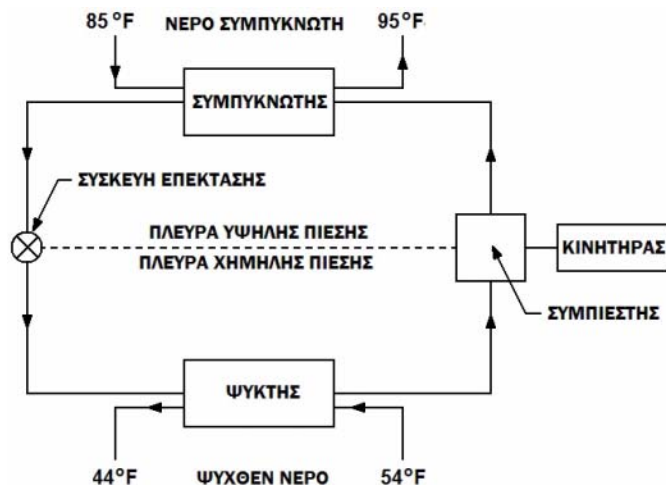 85°F ΝΕΡΟ ΣΥΜΠΥΚΝΩΤΗ 95°F
ΣΥΜΠΥΚΝΩΤΗΣ
ΣΥΣΚΕΥΗ ΕΠΕΚΤΑΣΗΣ
ΠΛΕΥΡΑ ΥΨΗΛΗΣ ΠΙΕΣΗΣ
ΠΛΕΥΡΑ ΧΗΜΗΛΗΣ ΠΙΕΣΗΣ
ΚΙΝΗΤΗΡΑΣ
ΣΥΜΠΙΕΣΤΗΣ
ΨΥΚΤΗΣ
44°F ΨΥΧΘΕΝ ΝΕΡΟ 54°F